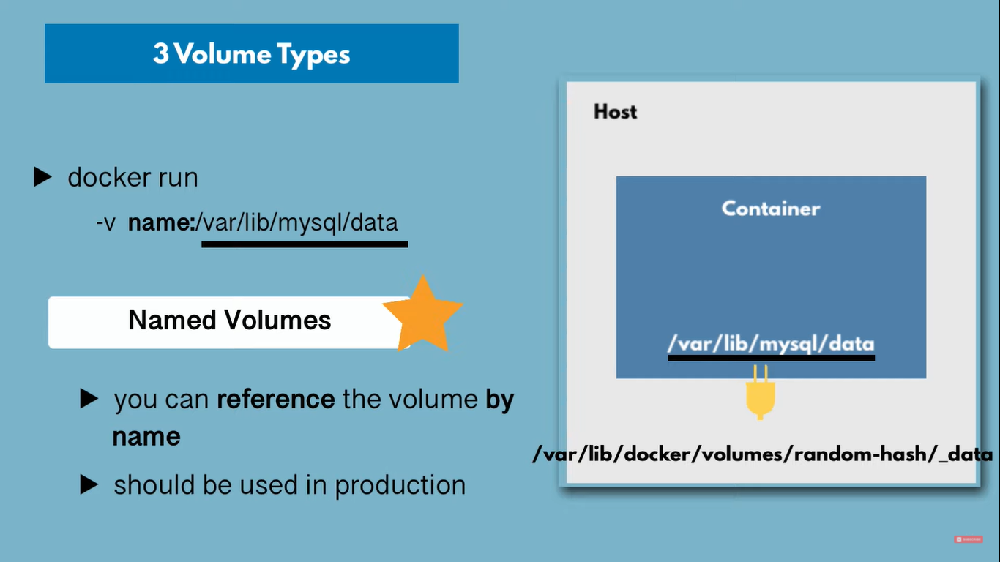 3 Volume Types
Host
▶ docker run
-v name:/var/lib/mysql/data
Container
Named Volumes
/var/lib/mysql/data
▶ you can reference the volume by
name
/var/lib/docker/volumes/random-hash/_data
▶ should be used in production
SUBSCRIBE